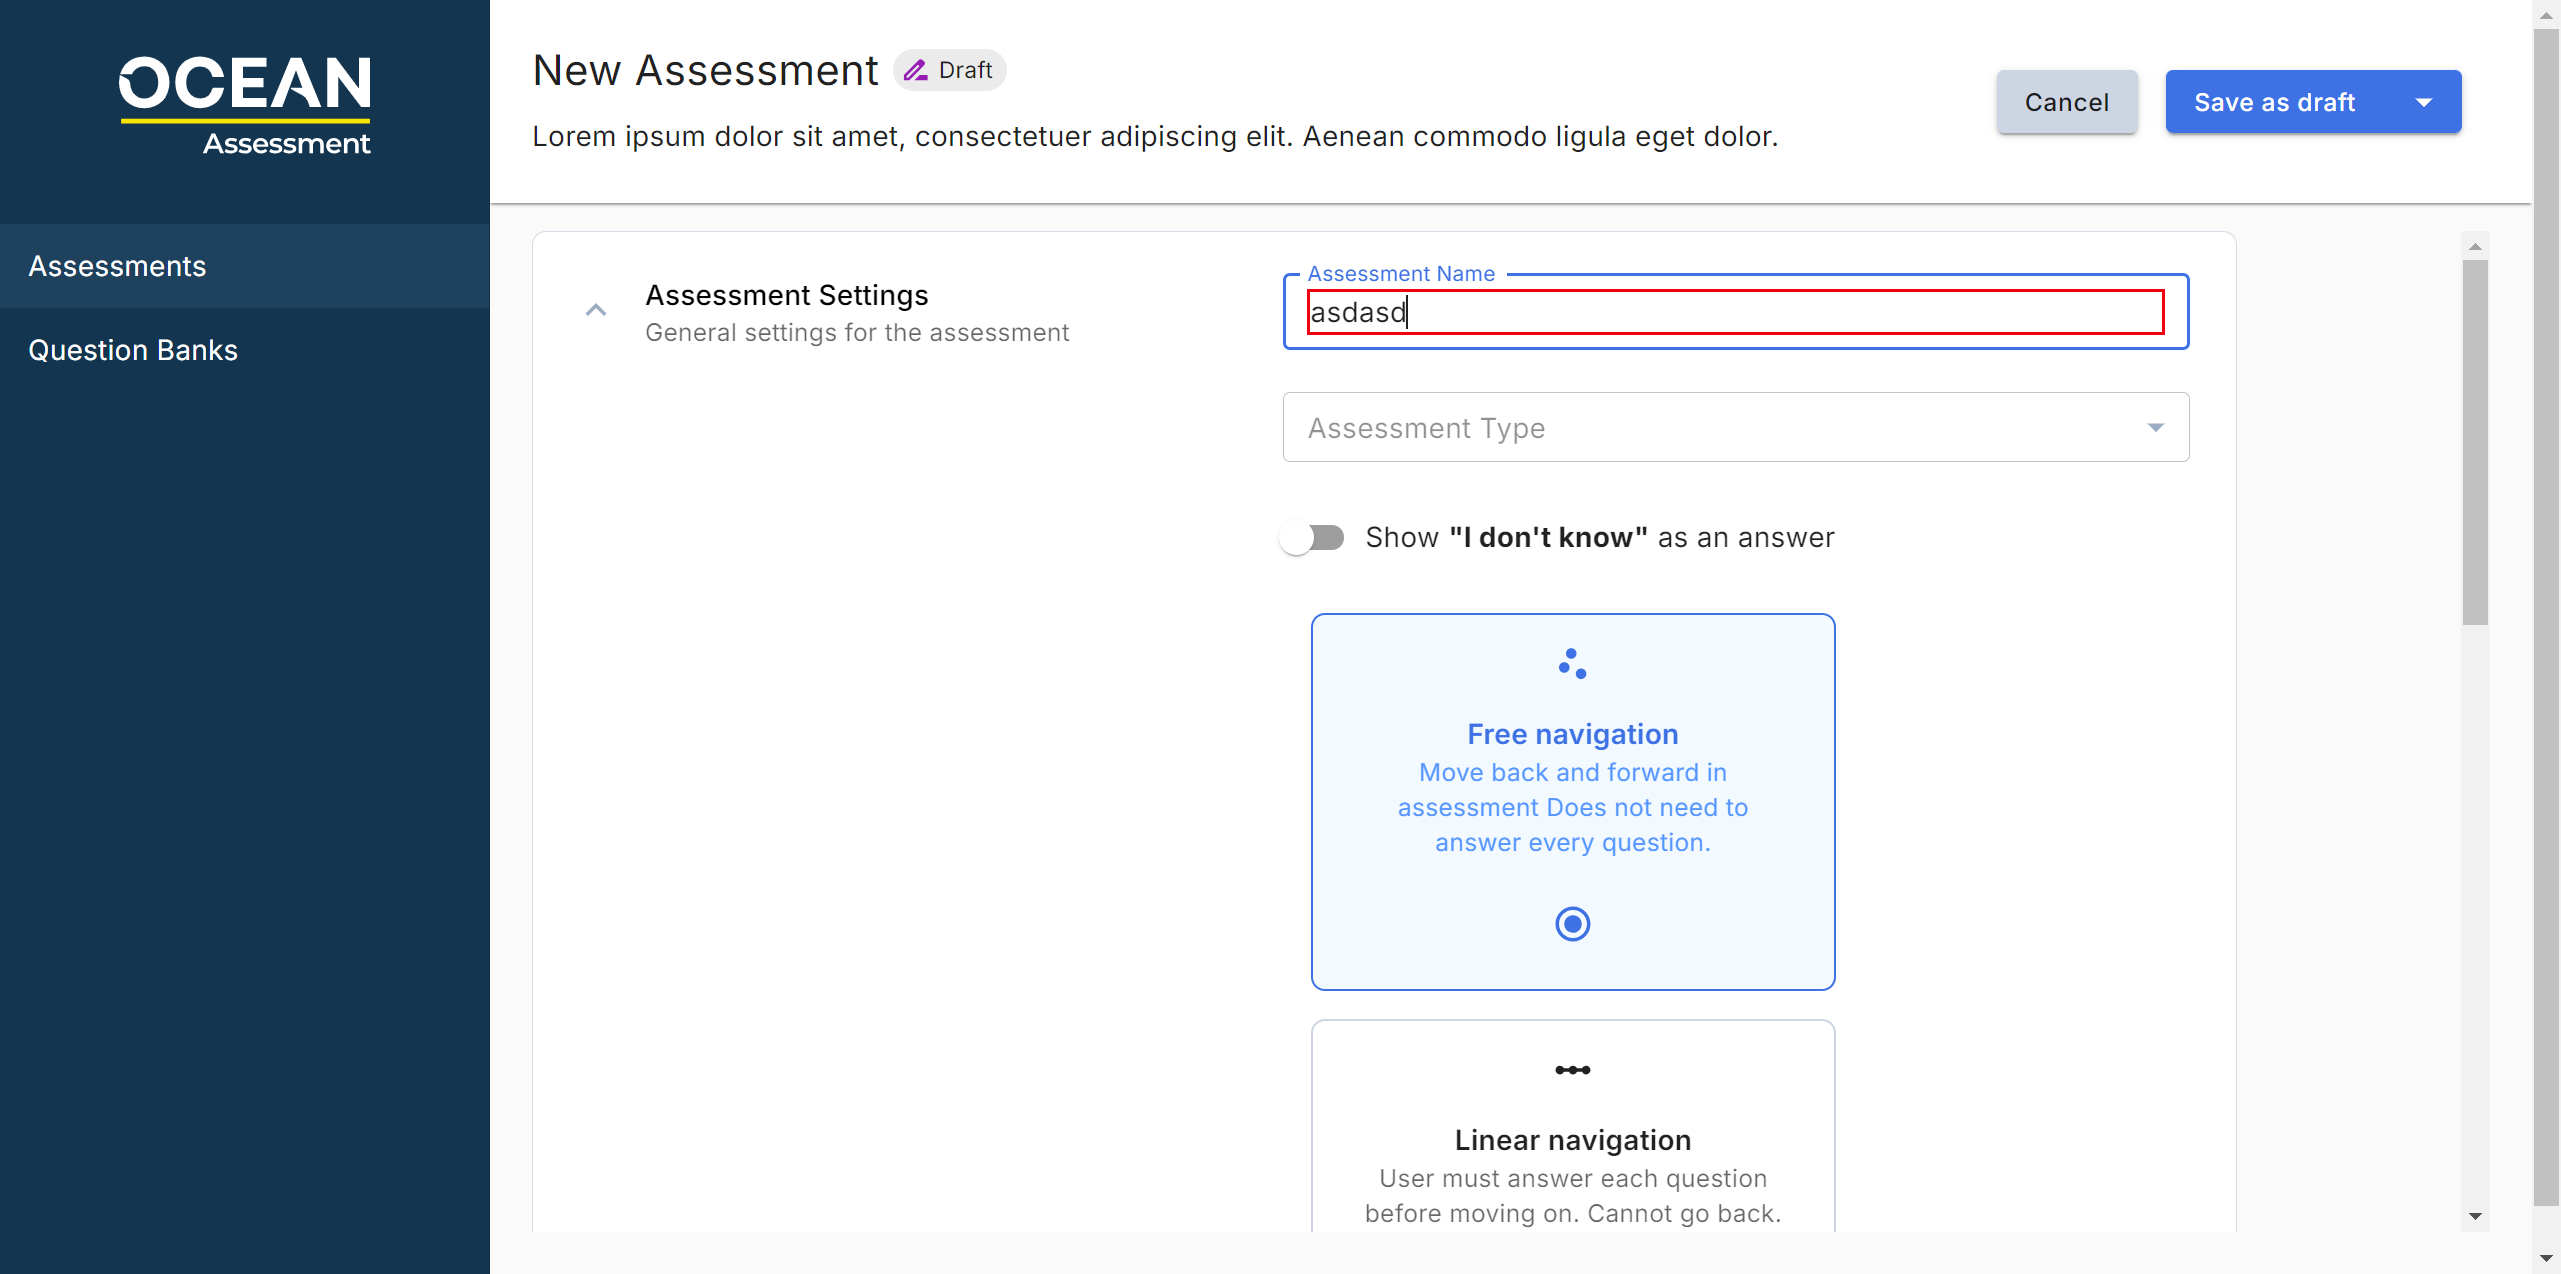 OCEAN
Assessment
Assessments
Question Banks
New Assessment
Draft
Lorem ipsum dolor sit amet, consectetuer adipiscing elit. Aenean commodo ligula eget dolor.
Cancel
Save as draft
Assessment Settings
General settings for the assessment
Assessment Name
asdasd
Assessment Type
Show "I don't know" as an answer
Free navigation
Move back and forward in
assessment Does not need to
answer every question.
Linear navigation
User must answer each question
before moving on. Cannot go back.